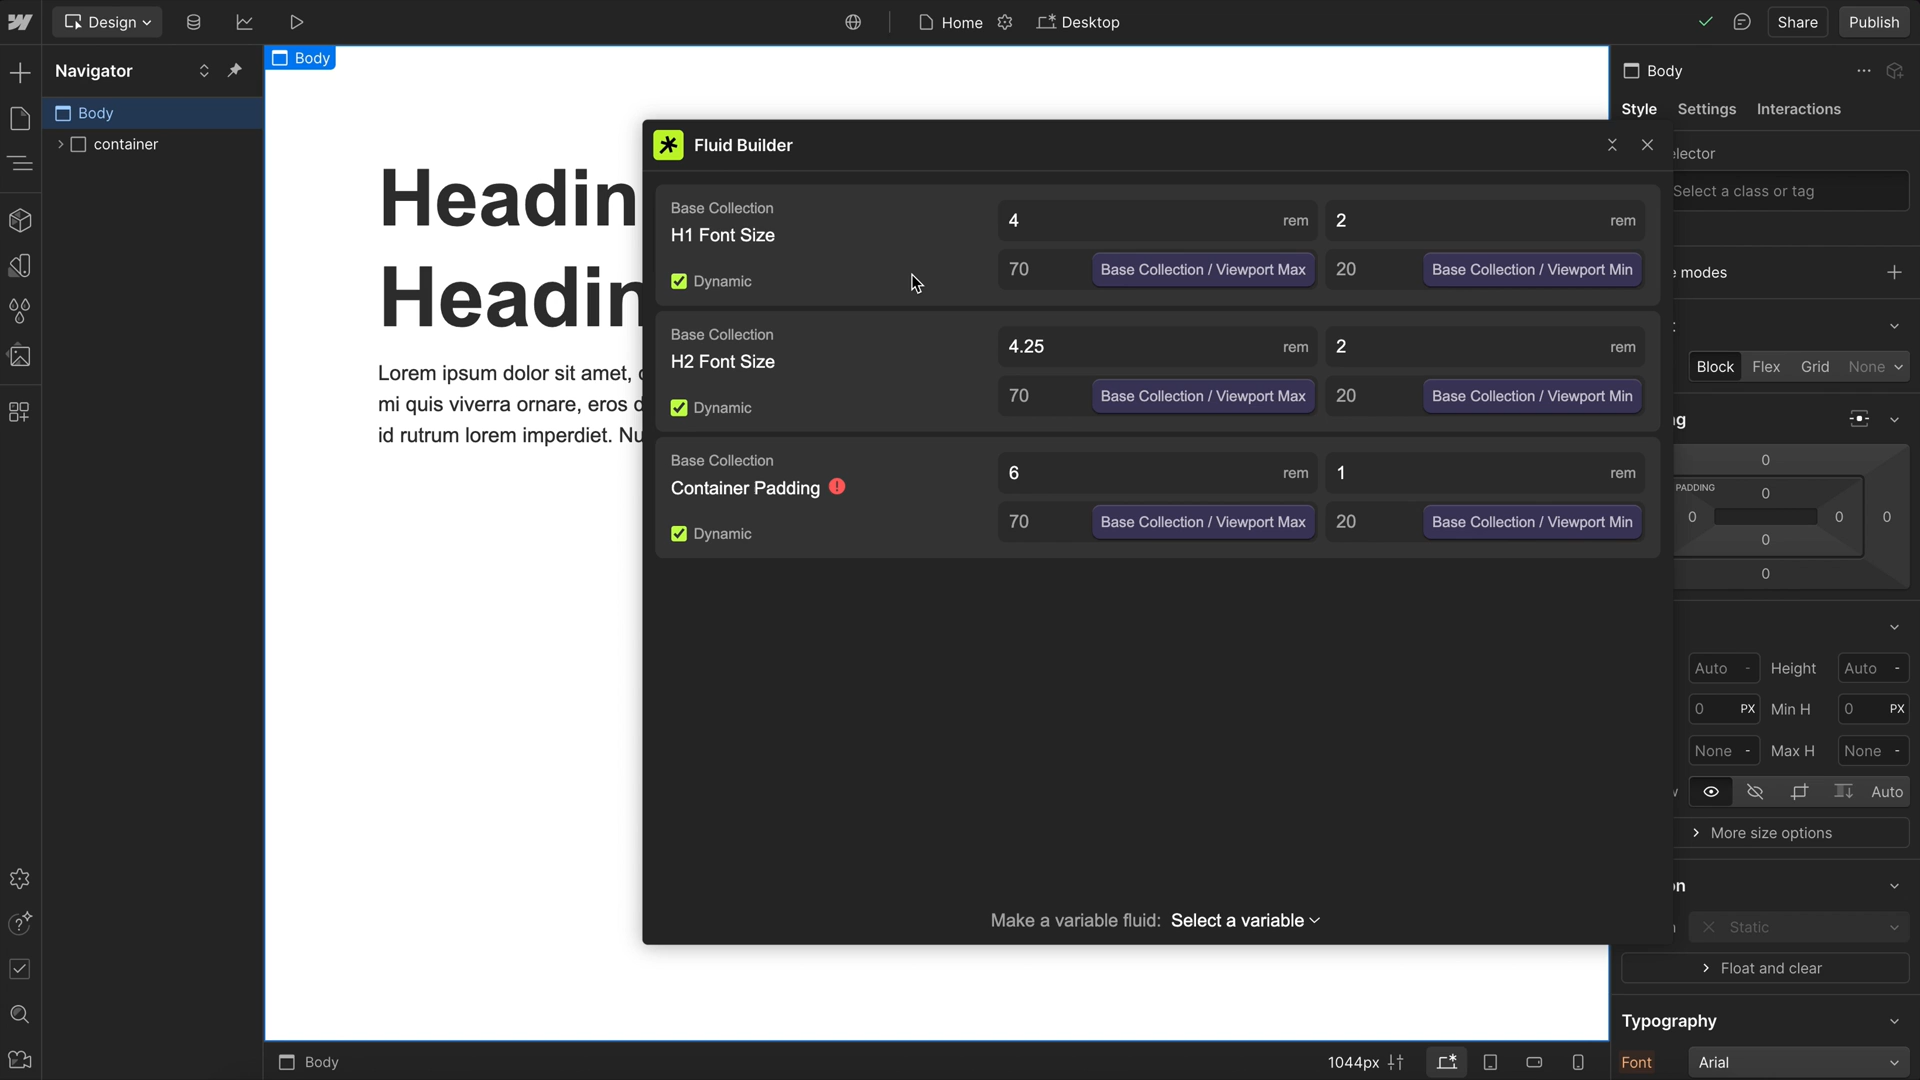 Design
Home
Desktop
Share
Publish
Navigator
Body
container
Body
Headin
Headin
Lorem ipsum dolor sit amet,
mi quis viverra ornare, eros
id rutrum lorem imperdiet. Nu
Fluid Builder
Base Collection
H1 Font Size
Dynamic
4 rem
2 rem
70 Base Collection / Viewport Max
20 Base Collection / Viewport Min
Base Collection
H2 Font Size
Dynamic
4.25 rem
2 rem
70 Base Collection / Viewport Max
20 Base Collection / Viewport Min
Base Collection
Container Padding
Dynamic
6 rem
1 rem
70 Base Collection / Viewport Max
20 Base Collection / Viewport Min
Make a variable fluid: Select a variable
Body
Style Settings Interactions
elector
Select a class or tag
e modes
Block Flex Grid None
g
0
PADDING 0
0 0 0
0
0
Auto - Height Auto -
0 PX Min H 0 PX
None - Max H None -
Auto
More size options
on
Static
Float and clear
Typography
Font Arial
Body
1044px